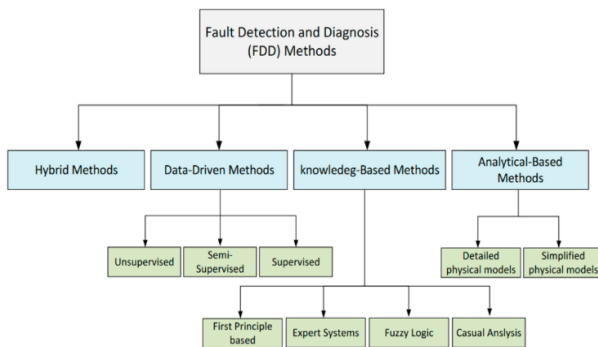 Fault Detection and Diagnosis
(FDD) Methods
Hybrid Methods
Data-Driven Methods
knowledeg-Based Methods
Analytical-Based
Methods
Unsupervised
Semi-
Supervised
Supervised
Detailed
physical models
Simplified
physical models
First Principle
based
Expert Systems
Fuzzy Logic
Casual Anslysis